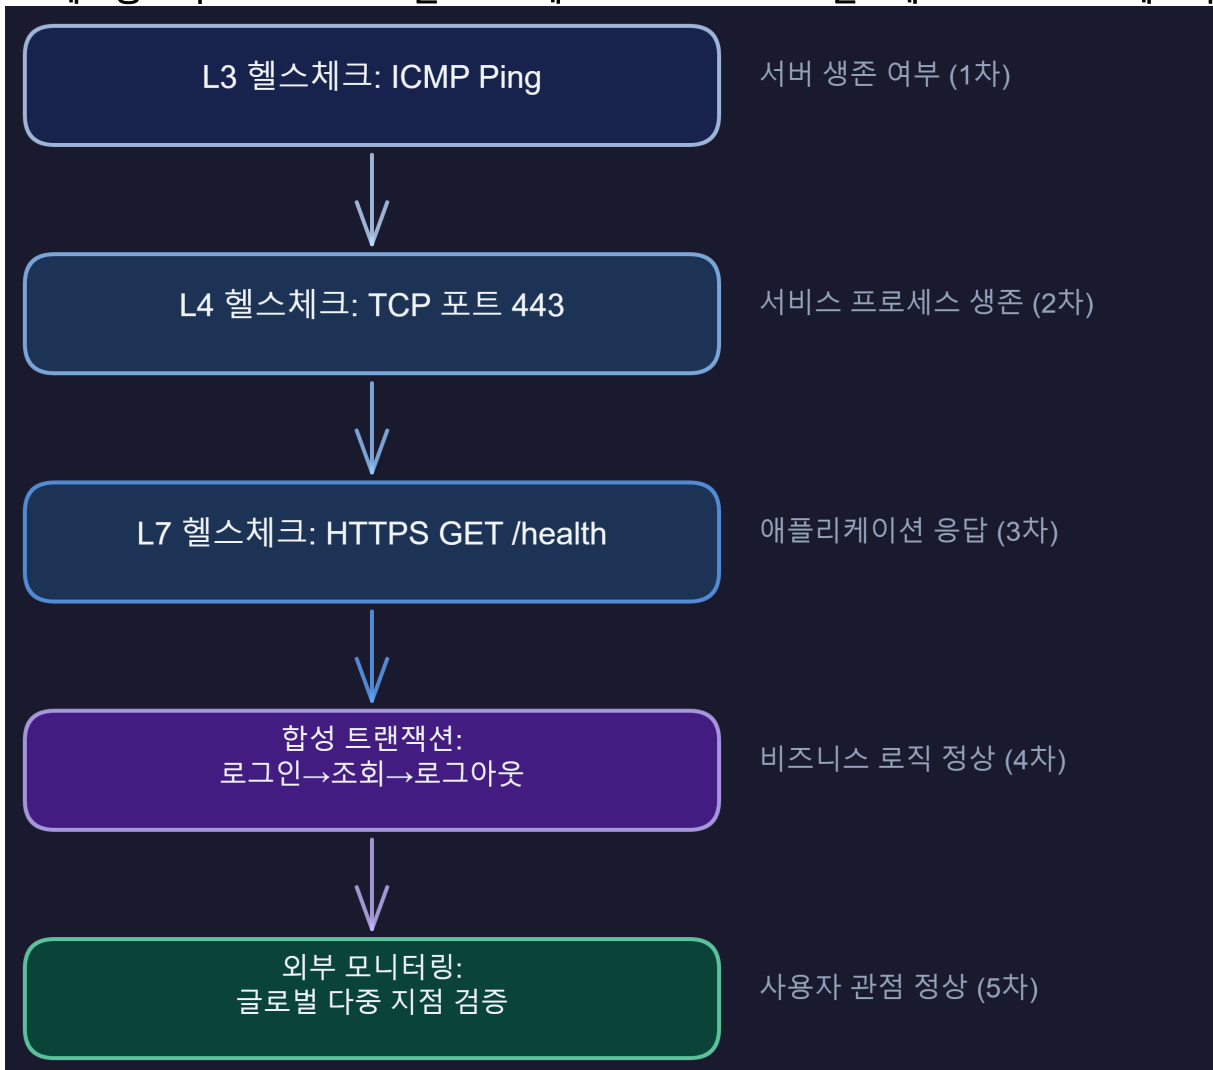 L3 헬스체크: ICMP Ping
서버 생존 여부 (1차)
L4 헬스체크: TCP 포트 443
서비스 프로세스 생존 (2차)
L7 헬스체크: HTTPS GET /health
애플리케이션 응답 (3차)
합성 트랜잭션:
로그인→조회→로그아웃
비즈니스 로직 정상 (4차)
외부 모니터링:
글로벌 다중 지점 검증
사용자 관점 정상 (5차)